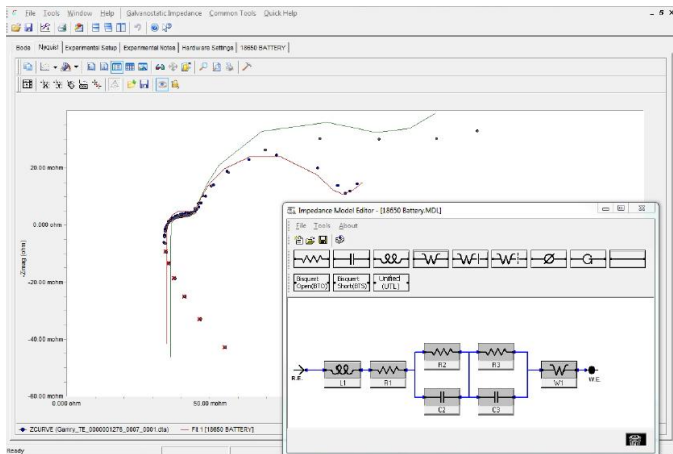 File Tools Window Help Galvanostatic Impedance Common Tools Quick Help
Bode Nyquist Experimental Setup Experimental Notes Hardware Settings 18650 BATTERY
20.00 mohm
0.000 ohm
-20.00 mohm
-40.00 mohm
-60.00 mohm
-Zimag (ohm)
0.000 ohm
50.00
ZCURVE (Gamry_TE_0000001276_0007_0001.dta)
Fit 1 [18650 BATTERY]
Ready
Impedance Model Editor - [18650 Battery.MDL]
File Tools About
Bisquert Open(BTO)
Bisquert Short(BTS)
Unified (UTL)
R2 R3
R.E. L1 R1 W1 W.E.
C2 C3